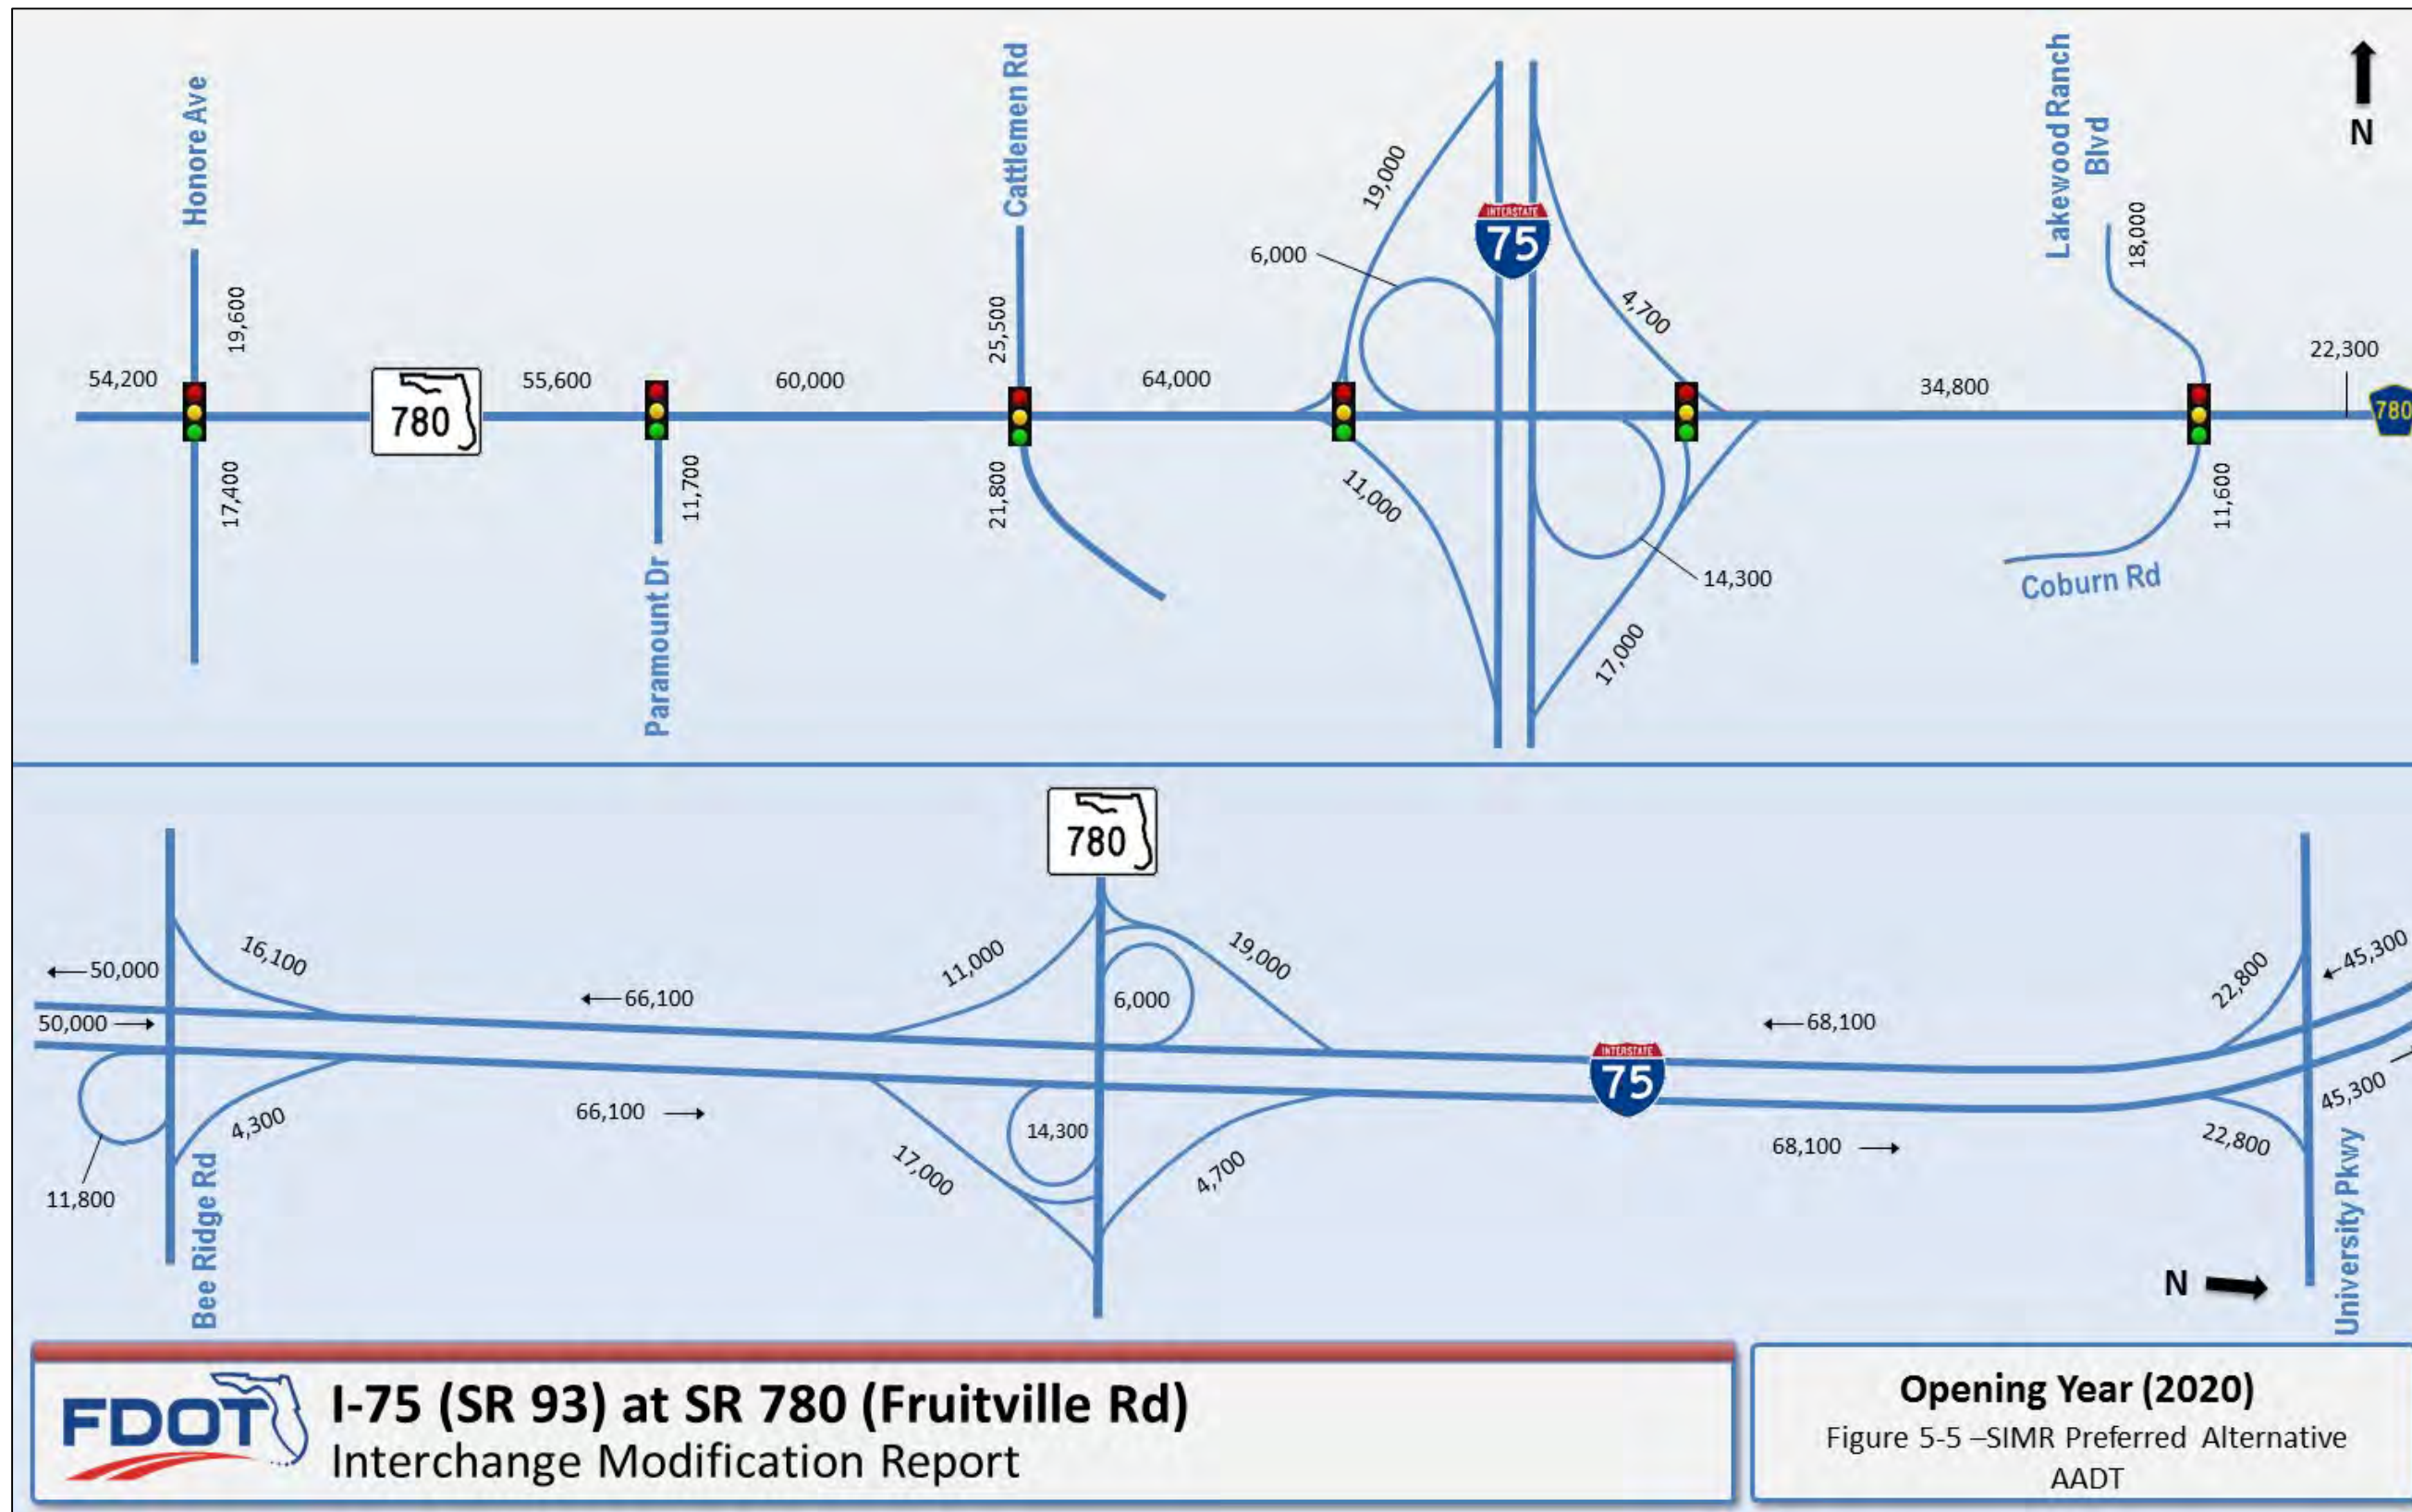 Honore Ave
Cattlemen Rd
Lakewood Ranch
Blvd
N
19,000
INTERSTATE
75
18,000
6,000
19,600
25,500
4,700
22,300
54,200
780
55,600
60,000
64,000
34,800
780
17,400
11,700
21,800
11,000
11,600
14,300
Coburn Rd
Paramount Dr
17,000
780
16,100
11,000
19,000
22,800
45,300
50,000
66,100
6,000
68,100
50,000
INTERSTATE
75
66,100
14,300
68,100
45,300
4,300
17,000
4,700
22,800
11,800
Bee Ridge Rd
University Pkwy
N
FDOT
I-75 (SR 93) at SR 780 (Fruitville Rd)
Interchange Modification Report
Opening Year (2020)
Figure 5-5 –SIMR Preferred Alternative
AADT